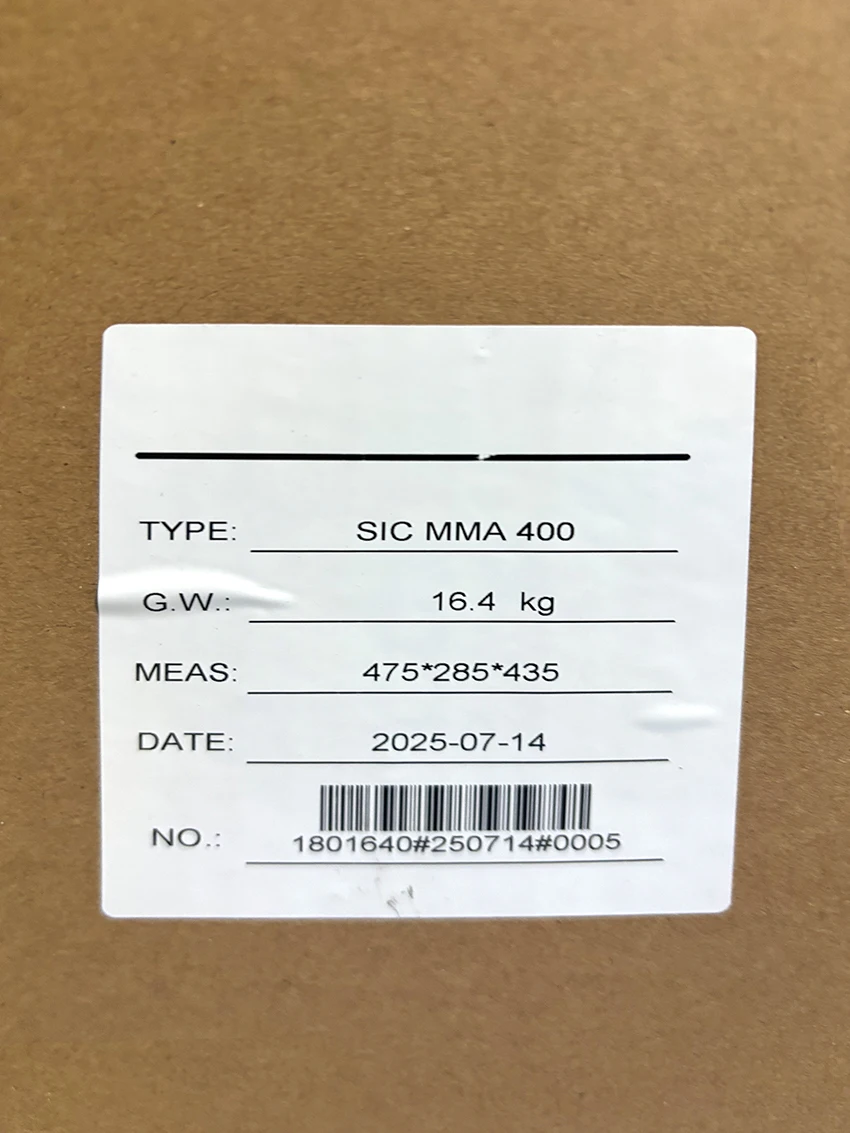 TYPE: SIC MMA 400
G.W.: 16.4 kg
MEAS: 475*285*435
DATE: 2025-07-14
NO.: 1801640#250714#0005